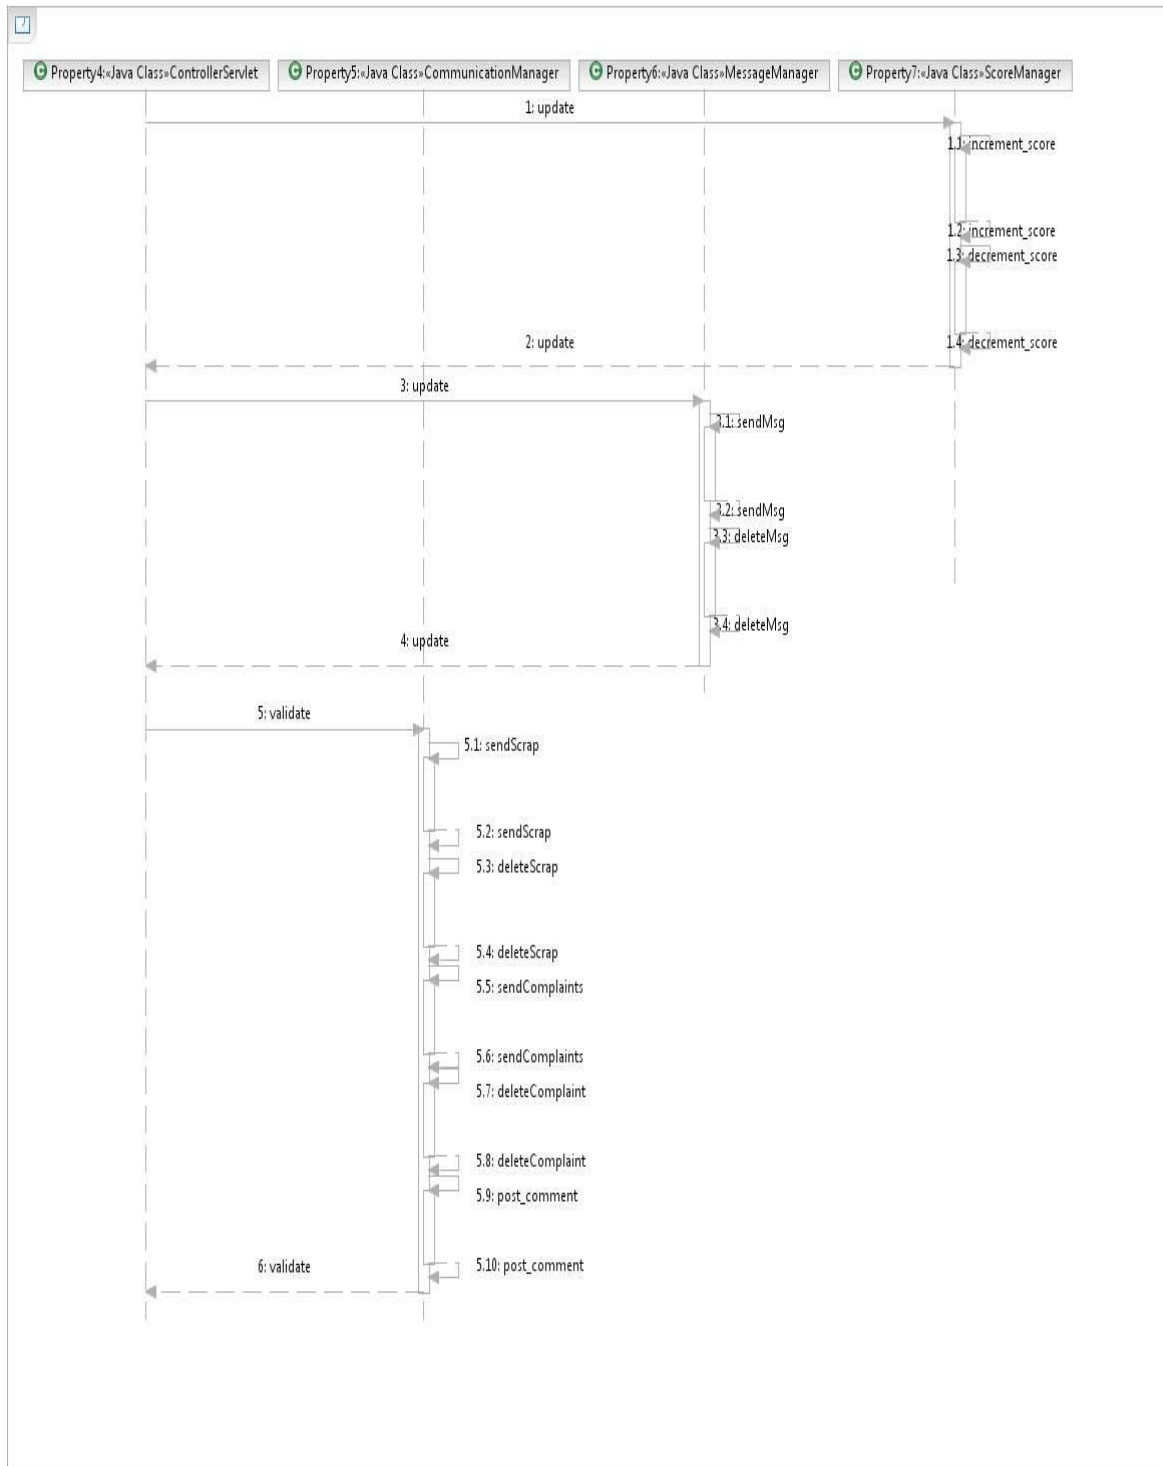 Property4:«Java Class»ControllerServlet
Property5:«Java Class»CommunicationManager
Property6:«Java Class»MessageManager
Property7:«Java Class»ScoreManager
1: update
1.1: increment_score
1.2: increment_score
1.3: decrement_score
1.4: decrement_score
2: update
3: update
3.1: sendMsg
3.2: sendMsg
3.3: deleteMsg
3.4: deleteMsg
4: update
5: validate
5.1: sendScrap
5.2: sendScrap
5.3: deleteScrap
5.4: deleteScrap
5.5: sendComplaints
5.6: sendComplaints
5.7: deleteComplaint
5.8: deleteComplaint
5.9: post_comment
5.10: post_comment
6: validate